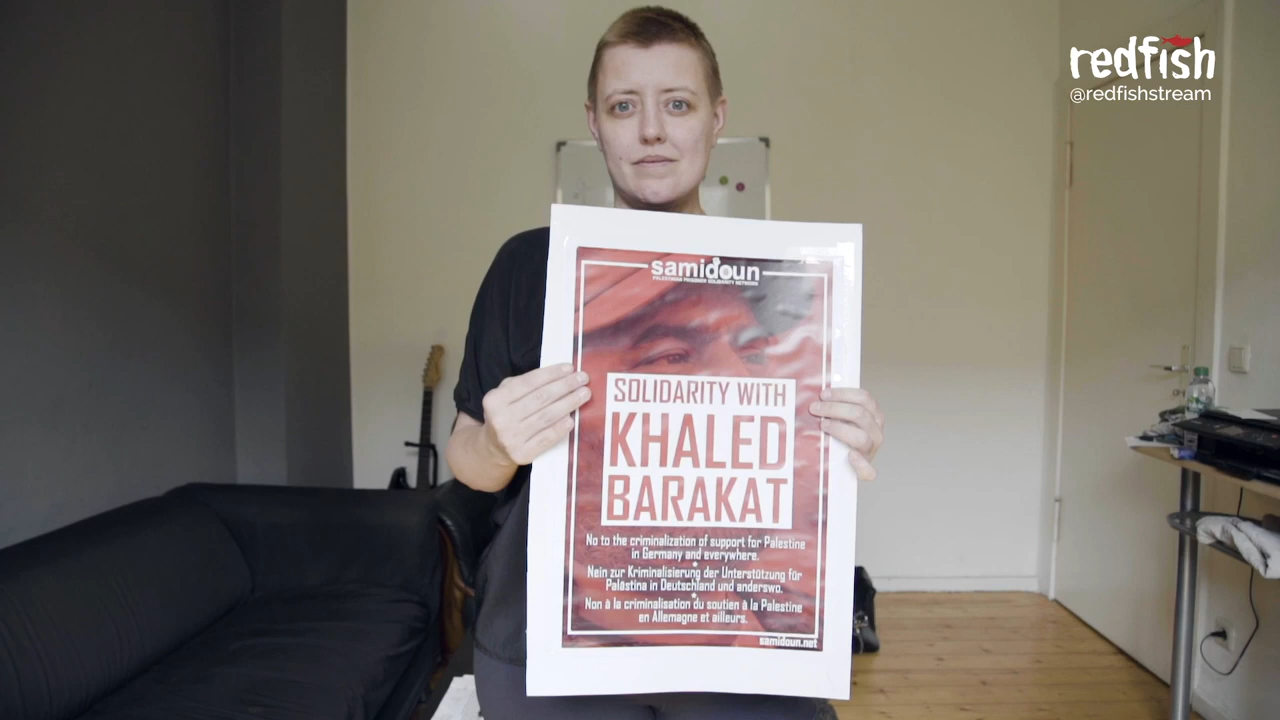 redfish
@redfishstream
samidoun
PALESTINIAN PRISONER SOLIDARITY NETWORK
SOLIDARITY WITH
KHALED
BARAKAT
No to the criminalization of support for Palestine
in Germany and everywhere.
Nein zur Kriminalisierung der Unterstützung für
Palästina in Deutschland und anderswo.
Non à la criminalisation du soutien à la Palestine
en Allemagne et ailleurs.
samidoun.net